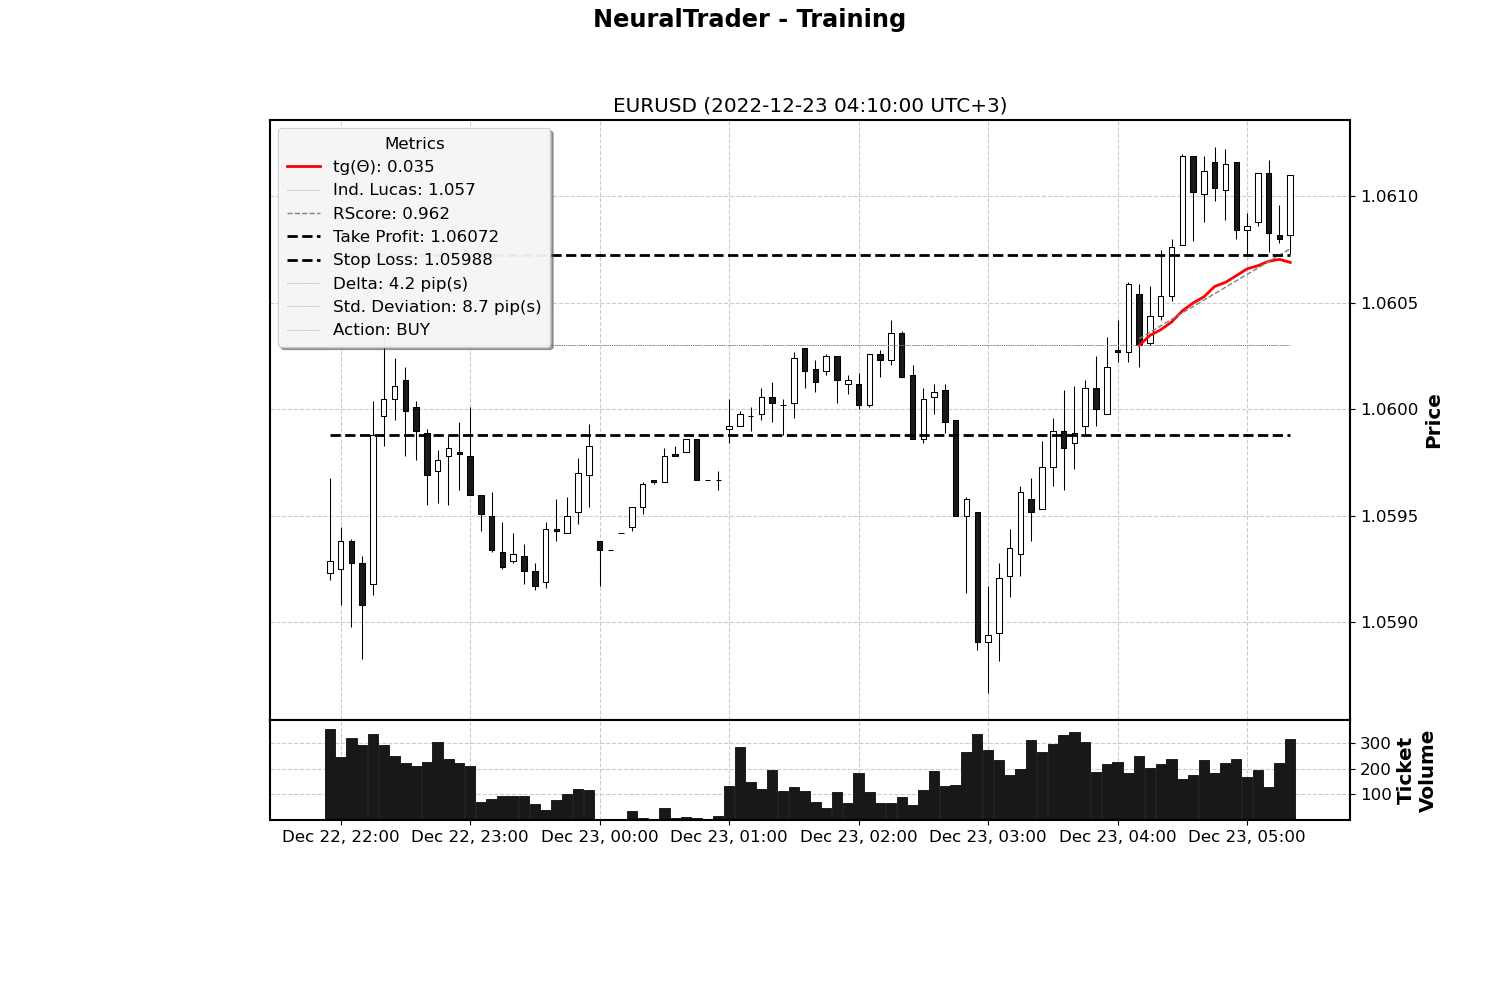 NeuralTrader - Training
EURUSD (2022-12-23 04:10:00 UTC+3)
Metrics
tg(Θ): 0.035
Ind. Lucas: 1.057
RScore: 0.962
Take Profit: 1.06072
Stop Loss: 1.05988
Delta: 4.2 pip(s)
Std. Deviation: 8.7 pip(s)
Action: BUY
1.0610
1.0605
1.0600
1.0595
1.0590
Price
300
200
100
Ticket
Volume
Dec 22, 22:00 Dec 22, 23:00 Dec 23, 00:00 Dec 23, 01:00 Dec 23, 02:00 Dec 23, 03:00 Dec 23, 04:00 Dec 23, 05:00